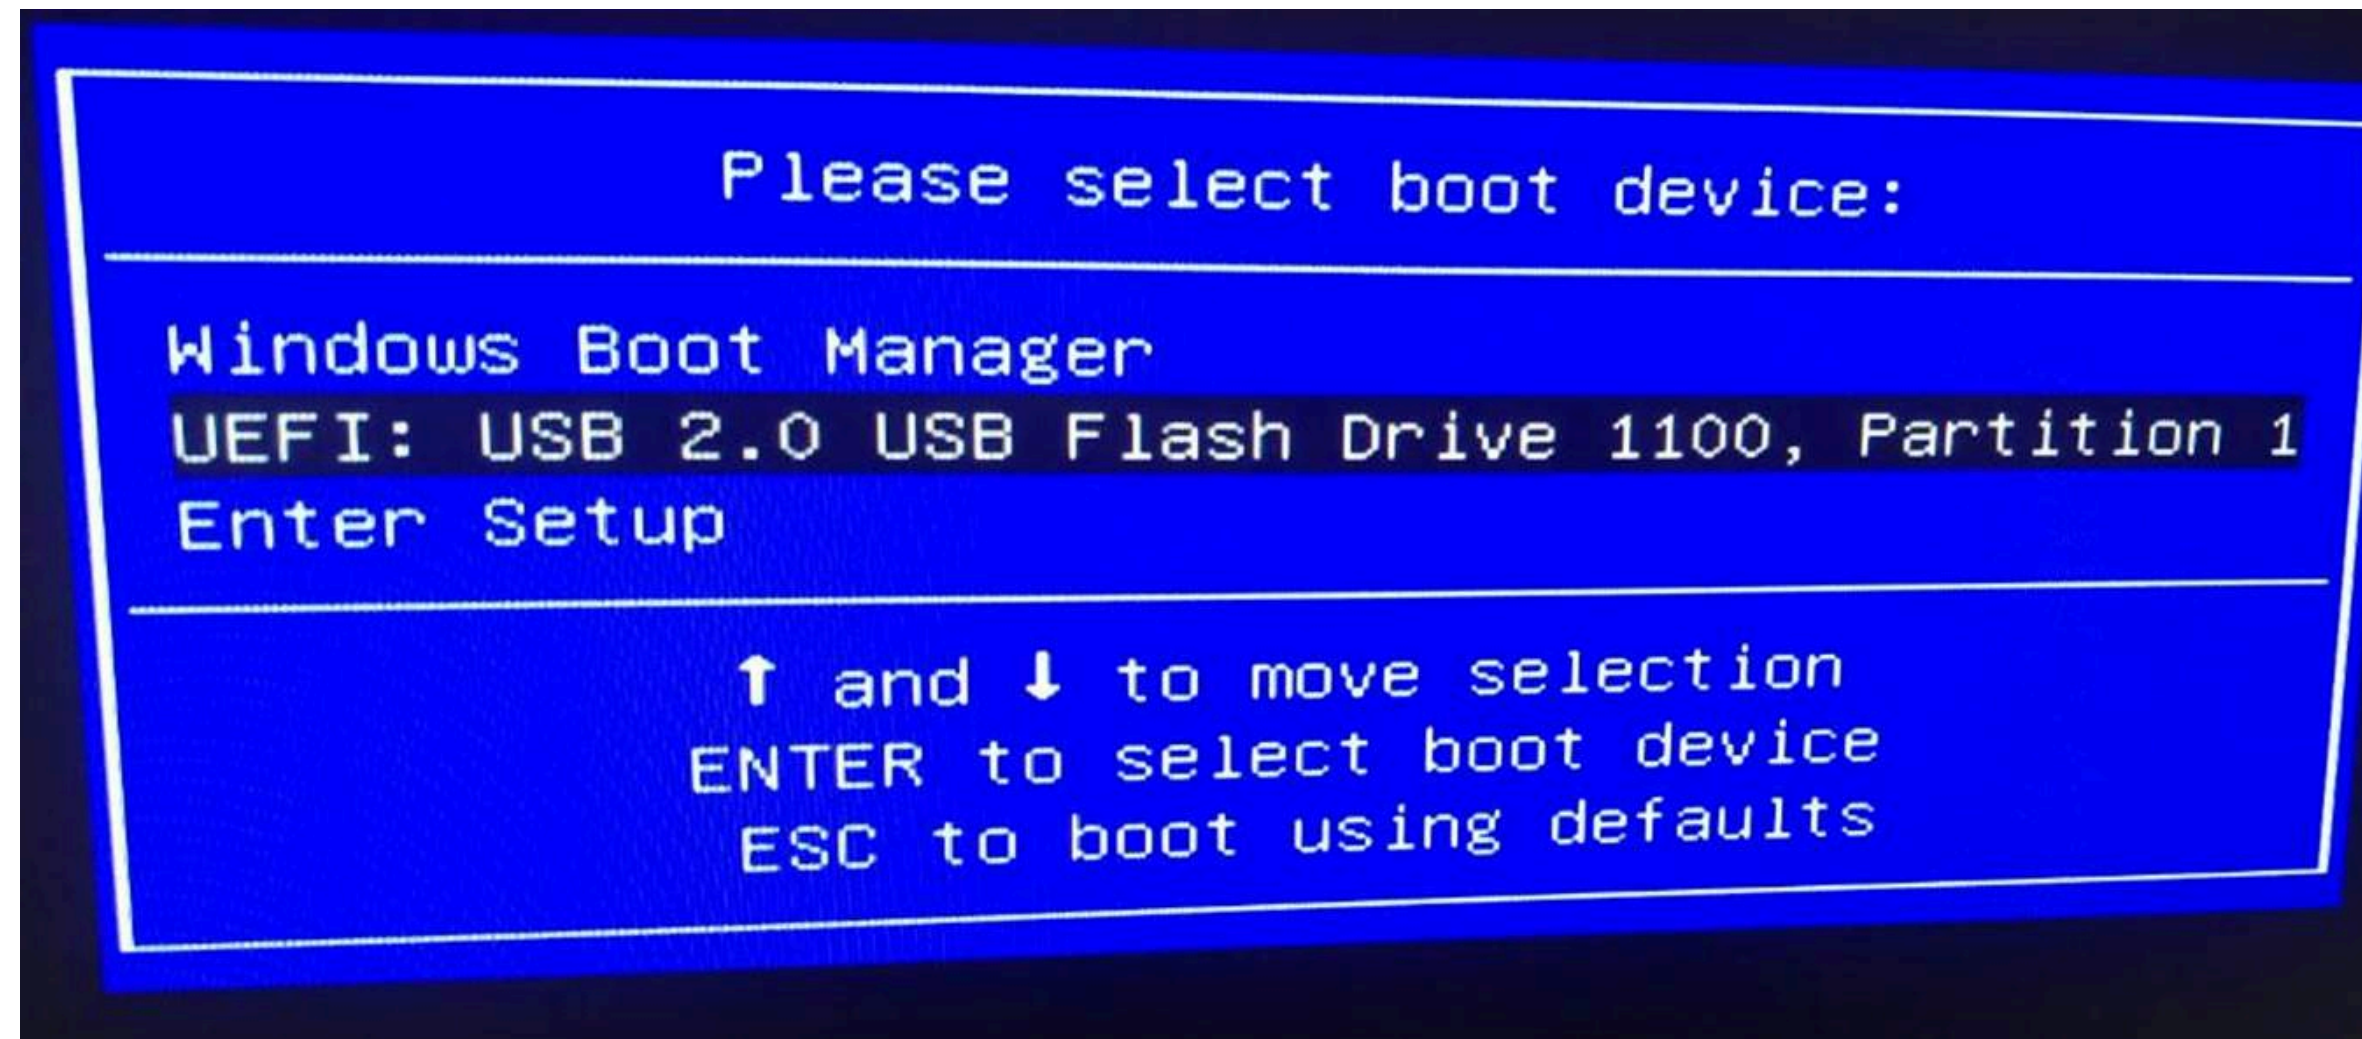 Please select boot device:
Windows Boot Manager
UEFI: USB 2.0 USB Flash Drive 1100, Partition 1
Enter Setup
↑ and ↓ to move selection
ENTER to select boot device
ESC to boot using defaults